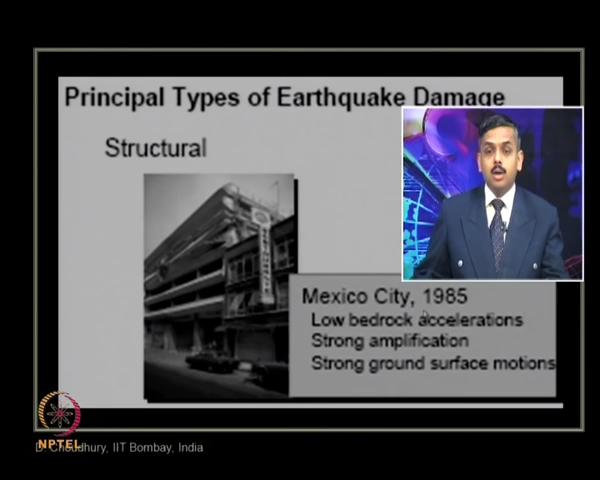 Principal Types of Earthquake Damage
Structural
Mexico City, 1985
Low bedrock accelerations
Strong amplification
Strong ground surface motions
NPTEL
D. Choudhury, IIT Bombay, India